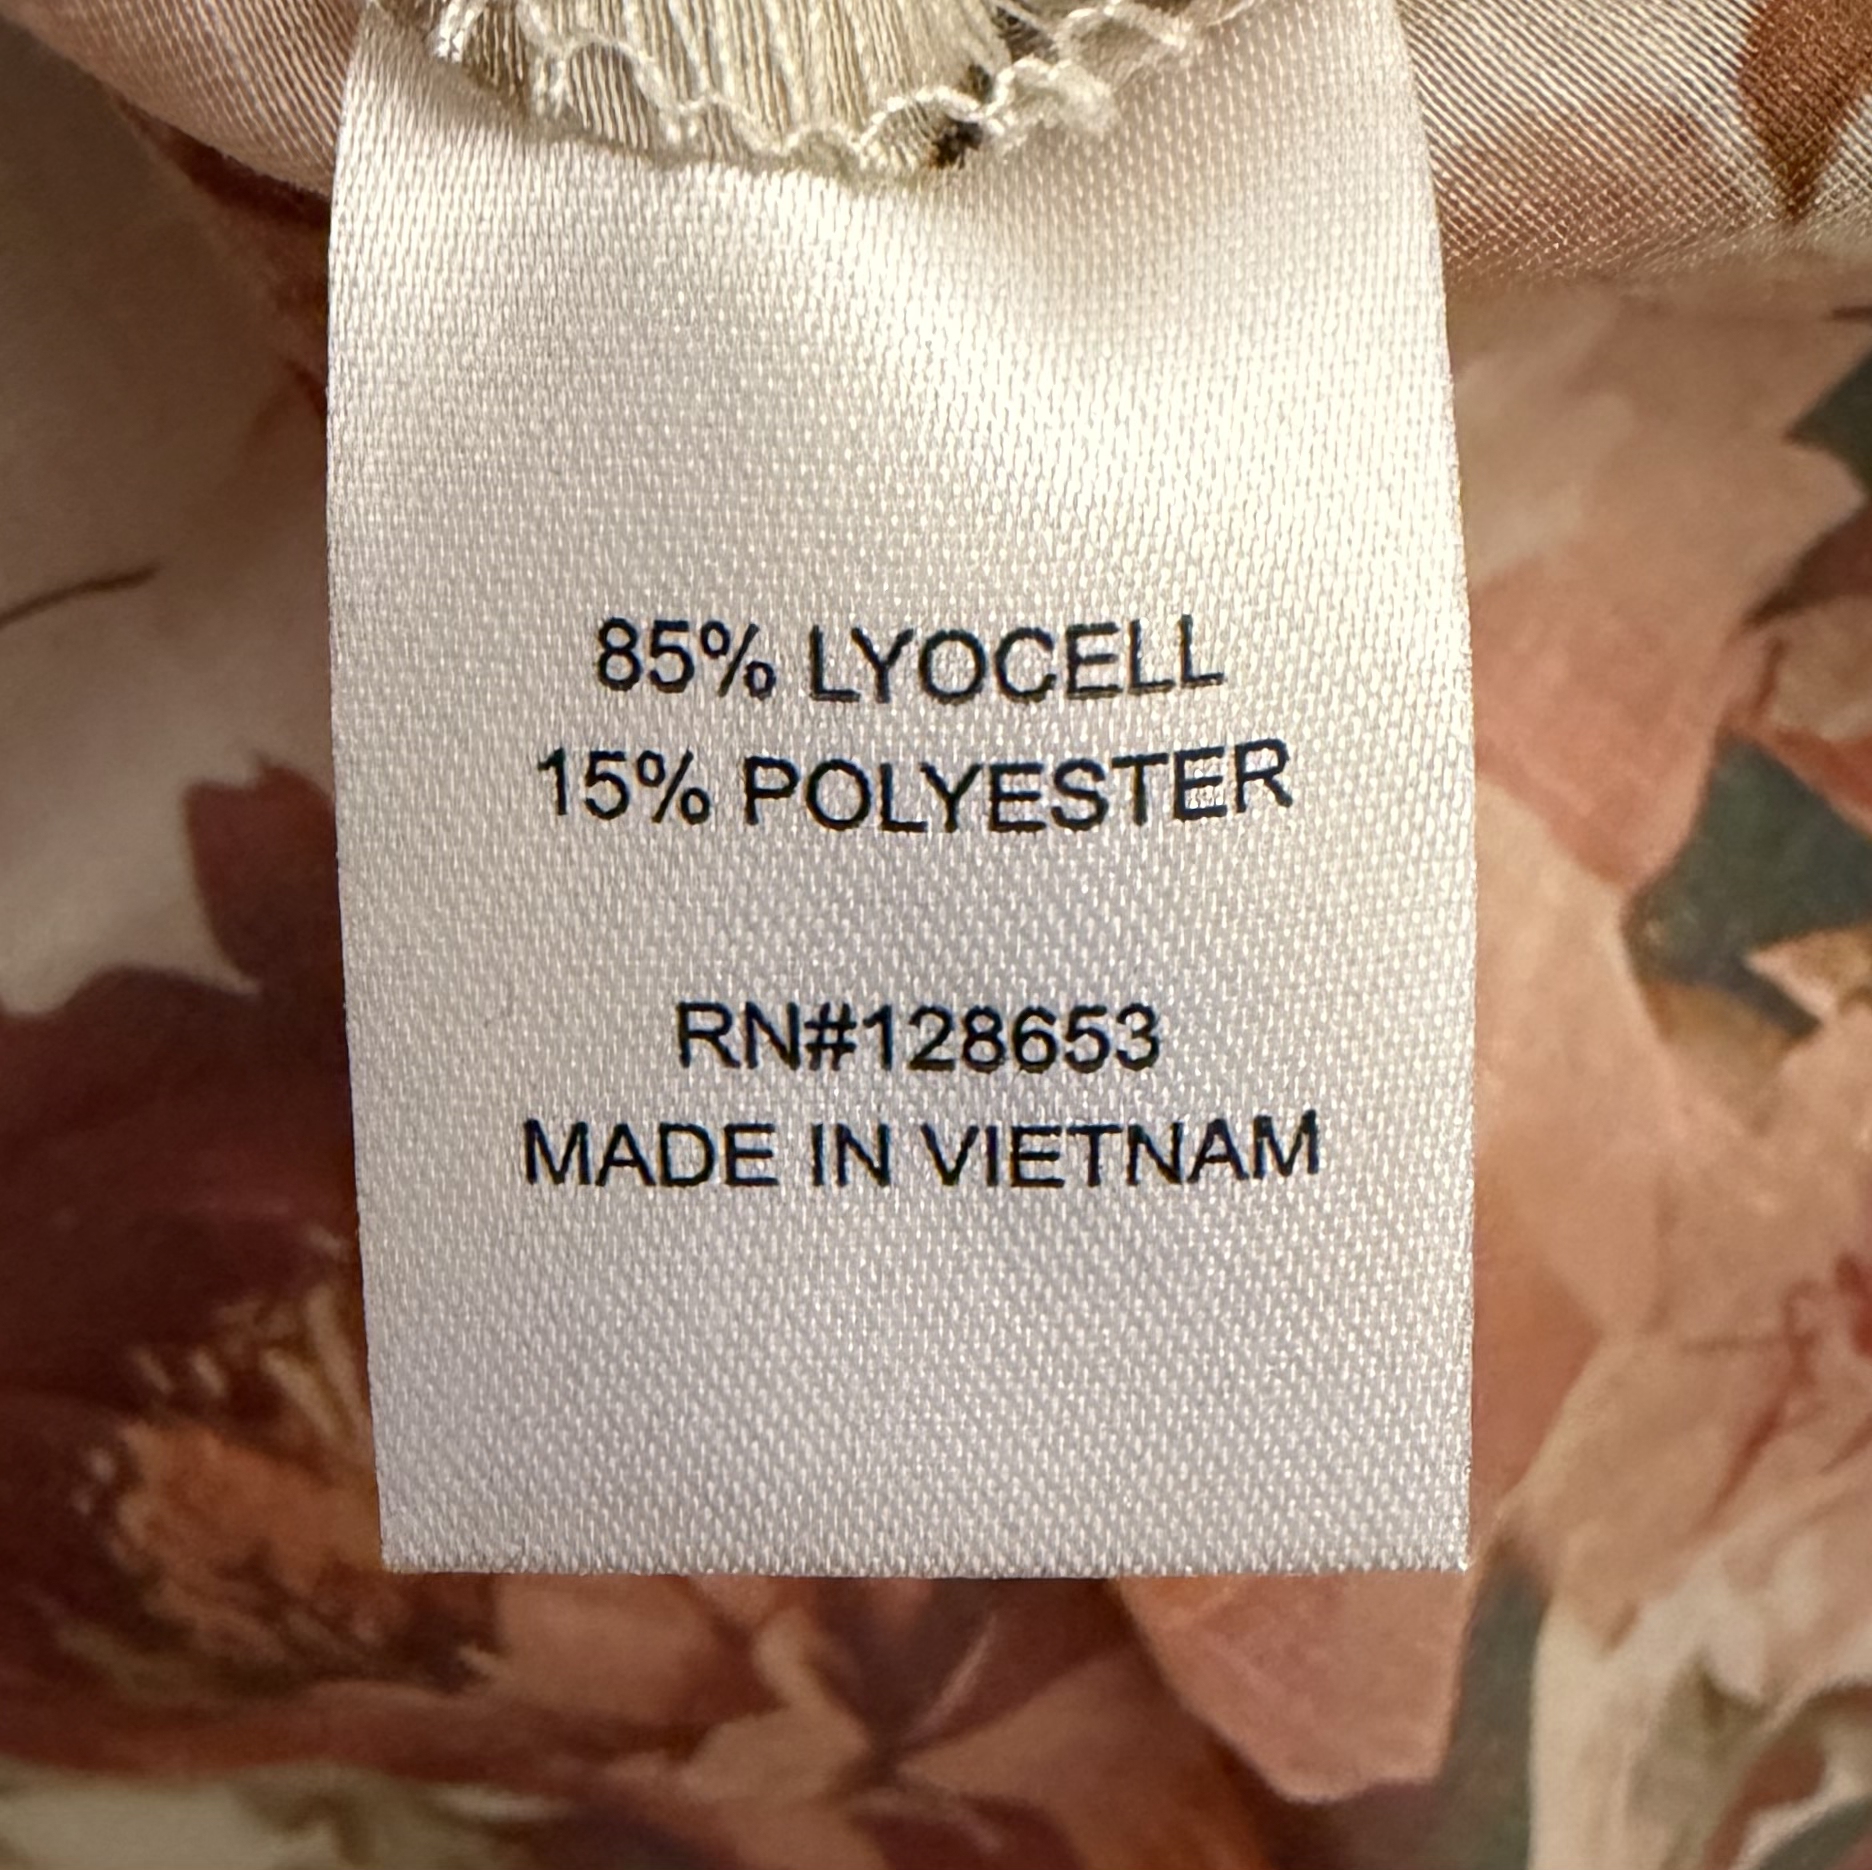 85% LYOCELL
15% POLYESTER
RN#128653
MADE IN VIETNAM